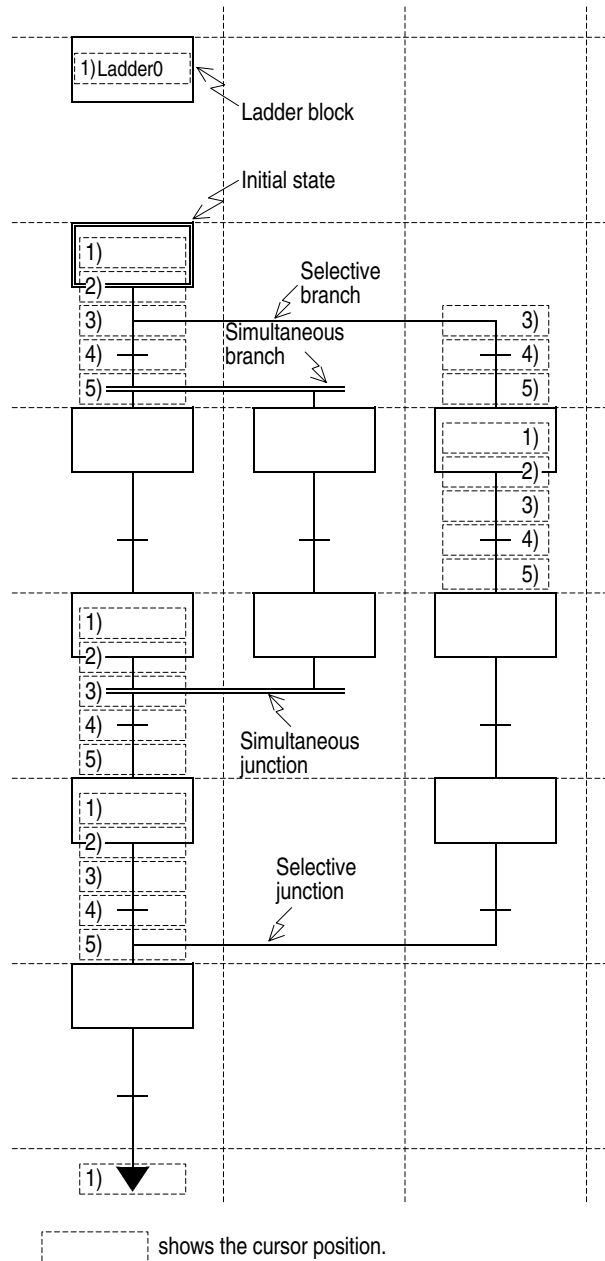 1)Ladder0
Ladder block
Initial state
1)
2)
Selective
branch
3)
3)
Simultaneous
branch
4)
4)
5)
5)
1)
2)
3)
4)
5)
1)
2)
3)
4)
Simultaneous
junction
5)
1)
2)
Selective
junction
3)
4)
5)
1)
shows the cursor position.